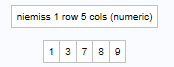 niemiss 1 row 5 cols (numeric)
1 3 7 8 9